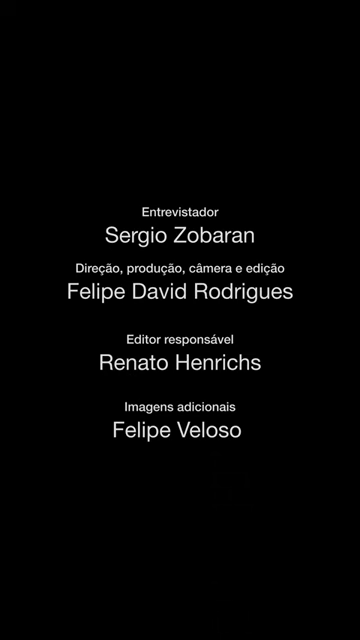 Entrevistador
Sergio Zobaran
Direção, produção, câmera e edição
Felipe David Rodrigues
Editor responsável
Renato Henrichs
Imagens adicionais
Felipe Veloso